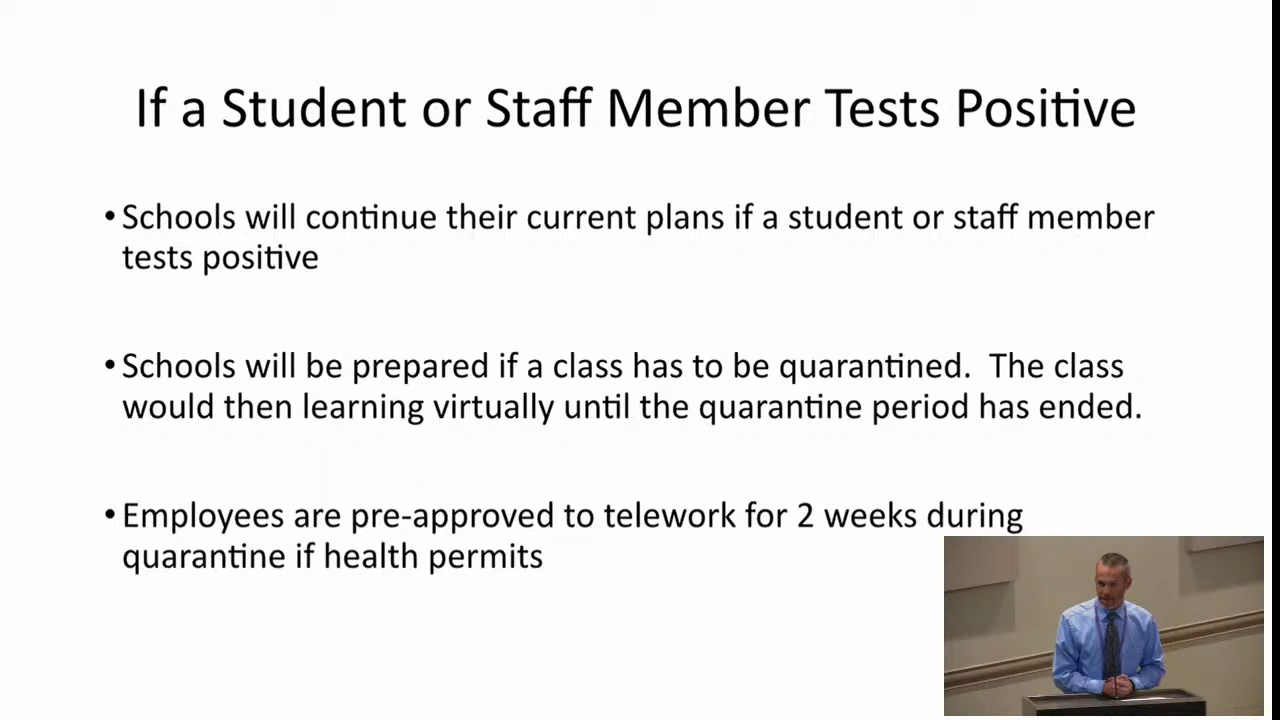 If a Student or Staff Member Tests Positive
• Schools will continue their current plans if a student or staff member
tests positive
• Schools will be prepared if a class has to be quarantined.  The class
would then learning virtually until the quarantine period has ended.
• Employees are pre-approved to telework for 2 weeks during
quarantine if health permits